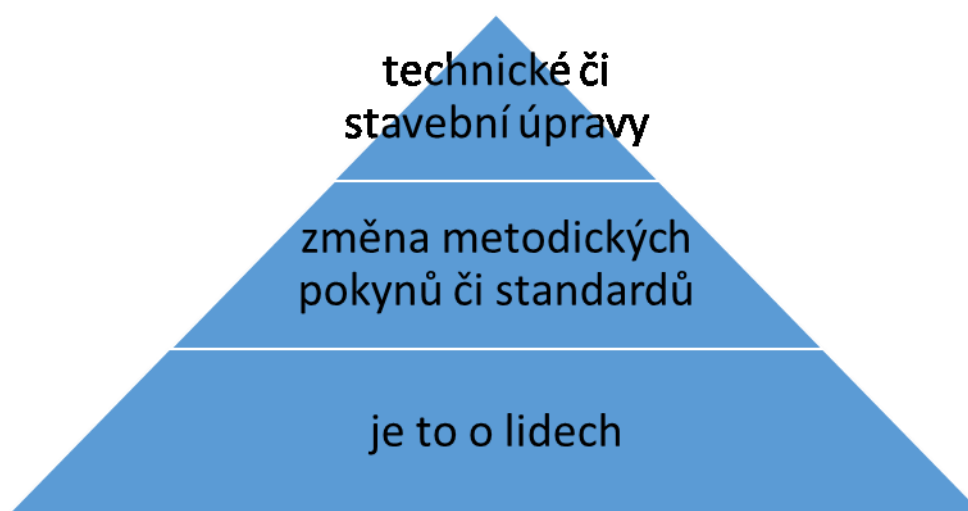 technické či
stavební úpravy
změna metodických
pokynů či standardů
je to o lidech